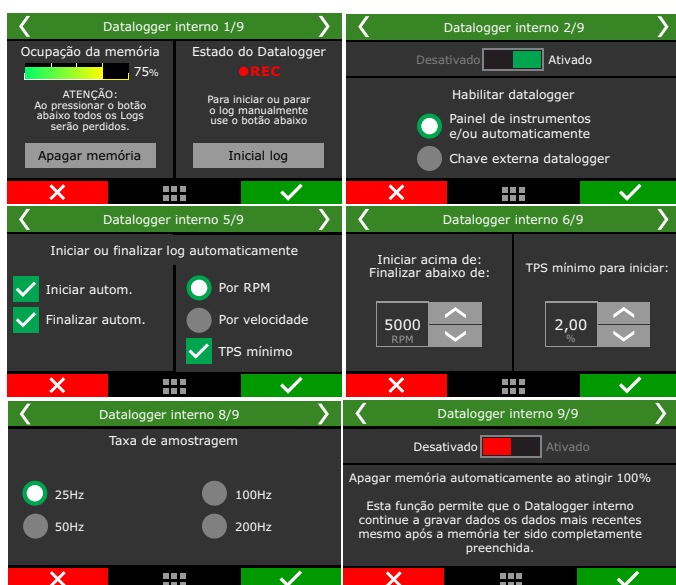 Datalogger interno 1/9
Ocupação da memória
75%
ATENÇÃO:
Ao pressionar o botão
abaixo todos os Logs
serão perdidos.
Apagar memória
Estado do Datalogger
REC
Para iniciar ou parar
o log manualmente
use o botão abaixo
Inicial log
Datalogger interno 2/9
Desativado
Ativado
Habilitar datalogger
Painel de instrumentos
e/ou automaticamente
Chave externa datalogger
Datalogger interno 5/9
Iniciar ou finalizar log automaticamente
Iniciar autom.
Finalizar autom.
Por RPM
Por velocidade
TPS mínimo
Datalogger interno 6/9
Iniciar acima de:
Finalizar abaixo de:
5000
RPM
TPS mínimo para iniciar:
2,00
%
Datalogger interno 8/9
Taxa de amostragem
25Hz
100Hz
50Hz
200Hz
Datalogger interno 9/9
Desativado
Ativado
Apagar memória automaticamente ao atingir 100%
Esta função permite que o Datalogger interno
continue a gravar dados os dados mais recentes
mesmo após a memória ter sido completamente
preenchida.